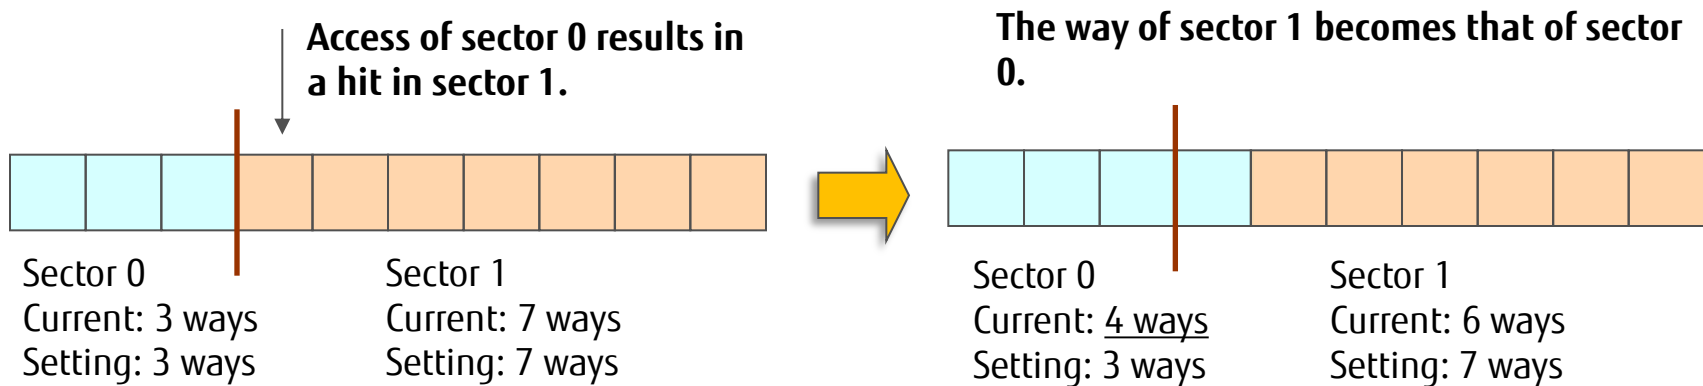 Access of sector 0 results in
a hit in sector 1.
The way of sector 1 becomes that of sector
0.
Sector 0
Current: 3 ways
Setting: 3 ways
Sector 1
Current: 7 ways
Setting: 7 ways
Sector 0
Current: 4 ways
Setting: 3 ways
Sector 1
Current: 6 ways
Setting: 7 ways